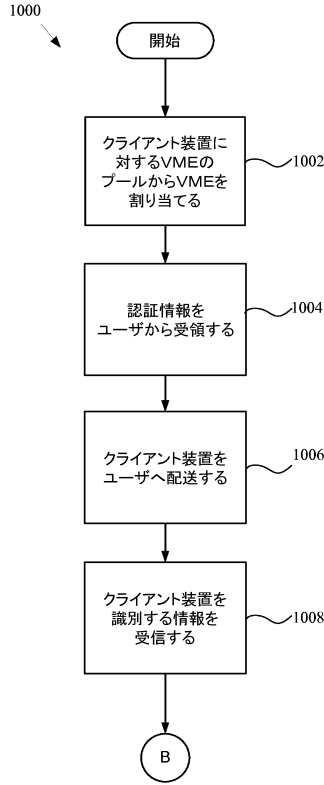 1000
開始
クライアント装置に
対するVMEの
プールからVMEを
割り当てる
1002
認証情報を
ユーザから受領する
1004
クライアント装置を
ユーザへ配送する
1006
クライアント装置を
識別する情報を
受信する
1008
B